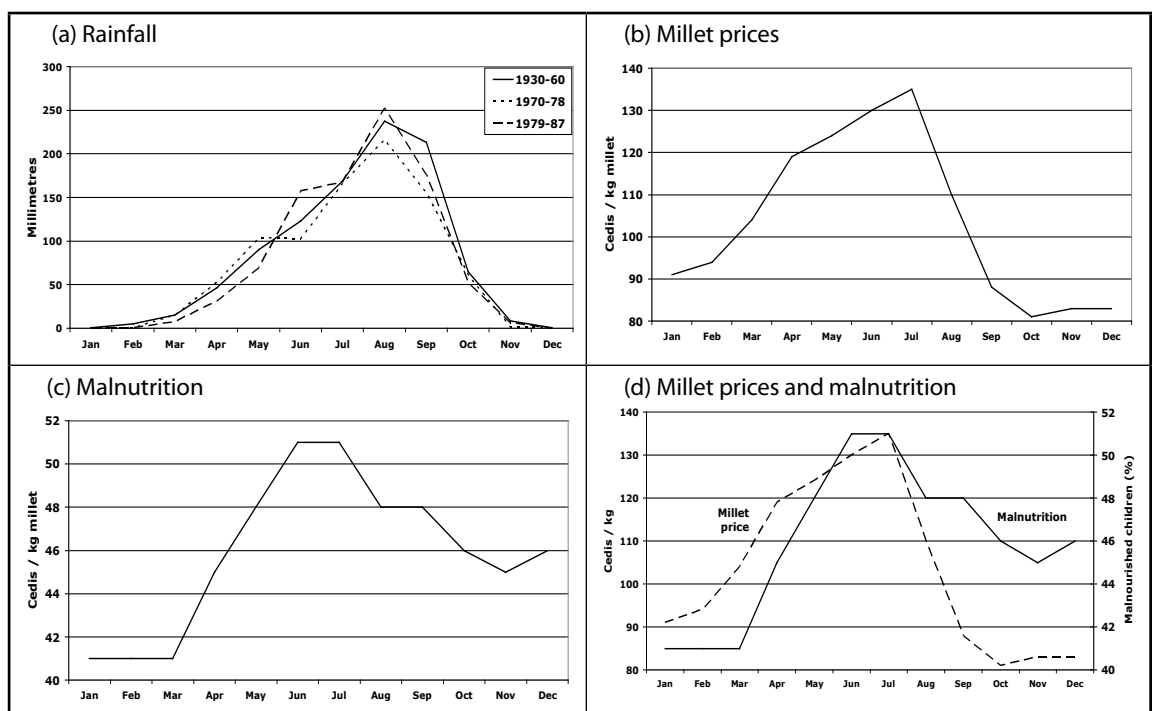 (a) Rainfall
300
250
200
150
100
50
0
Millimetres
1930-60
1970-78
1979-87
Jan Feb Mar Apr May Jun Jul Aug Sep Oct Nov Dec
(b) Millet prices
140
130
120
110
100
90
80
Cedis / kg millet
Jan Feb Mar Apr May Jun Jul Aug Sep Oct Nov Dec
(c) Malnutrition
52
50
48
46
44
42
40
Cedis / kg millet
Jan Feb Mar Apr May Jun Jul Aug Sep Oct Nov Dec
(d) Millet prices and malnutrition
140
130
120
110
100
90
80
Cedis / kg
Millet
price
Malnutrition
52
50
48
46
44
42
40
Malnourished children (%)
Jan Feb Mar Apr May Jun Jul Aug Sep Oct Nov Dec